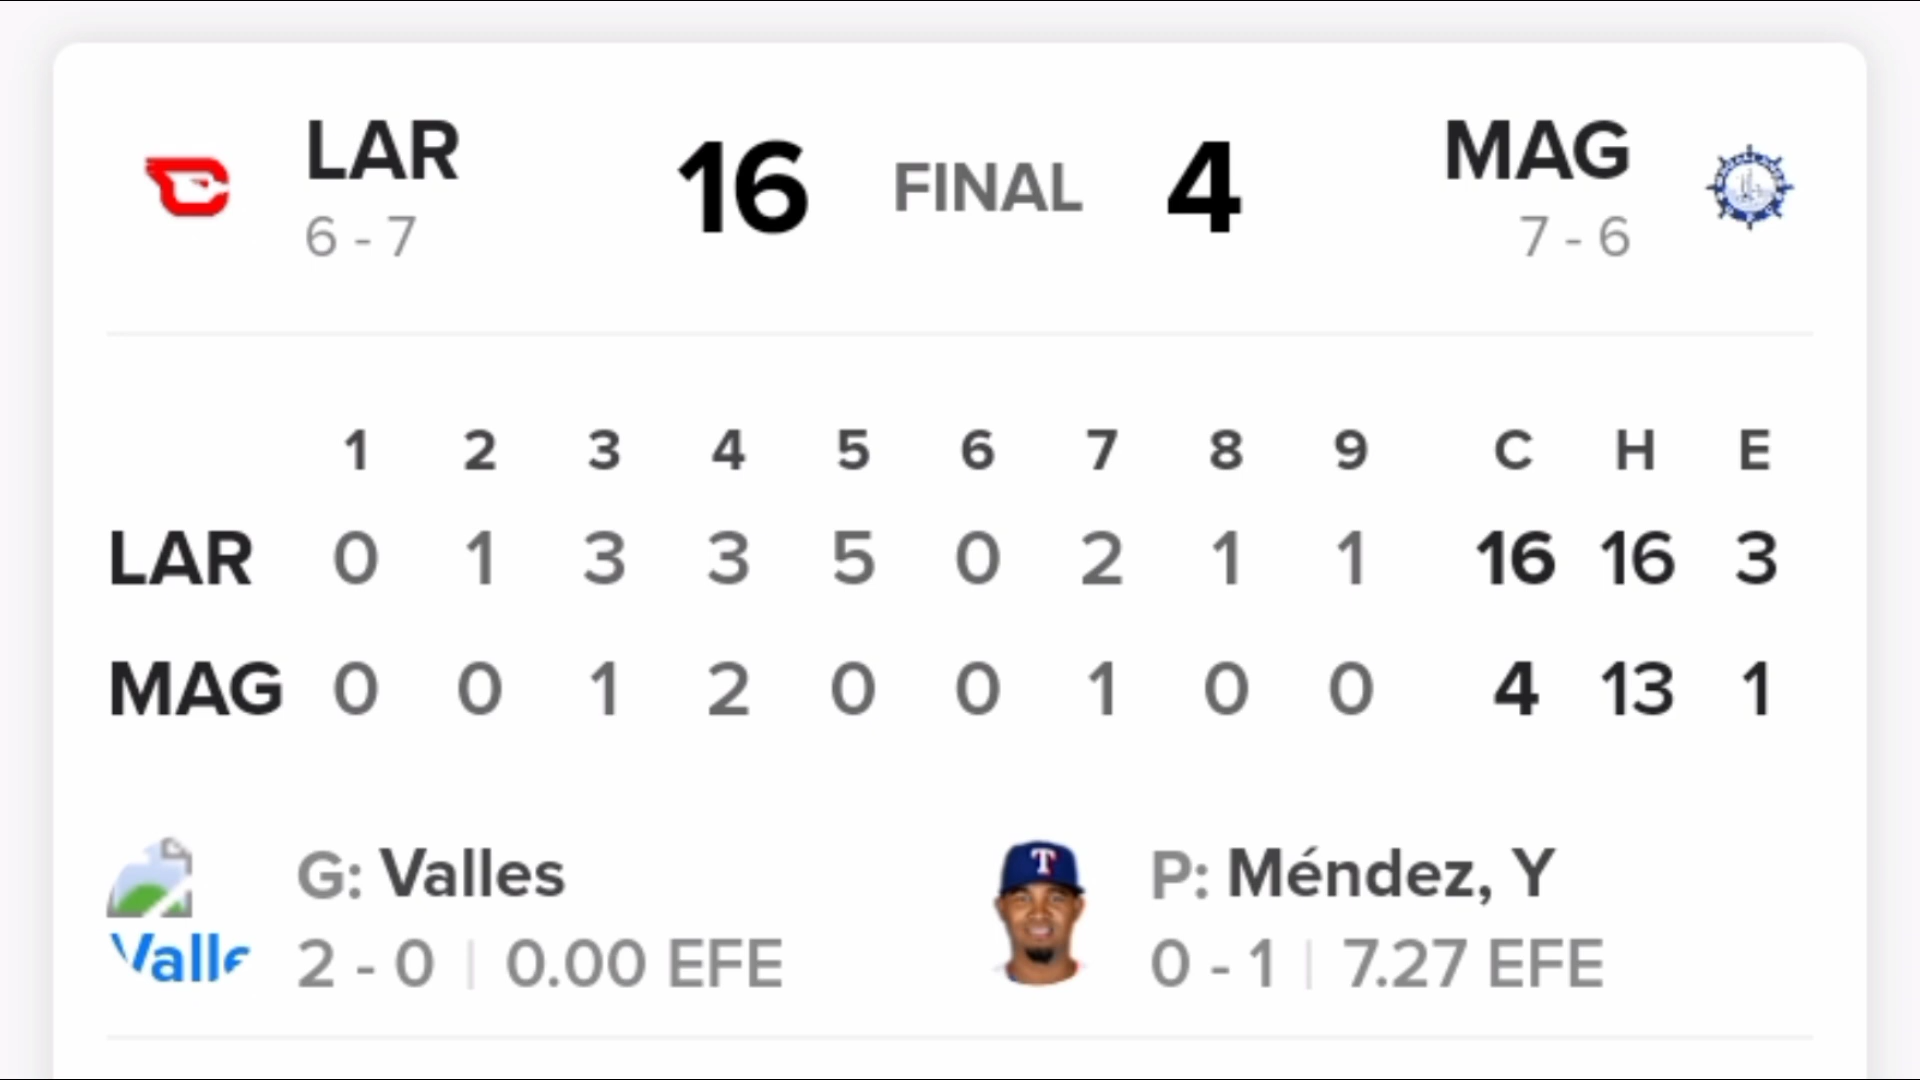 LAR 16 FINAL 4 MAG
6 - 7 7 - 6
1 2 3 4 5 6 7 8 9 C H E
LAR 0 1 3 3 5 0 2 1 1 16 16 3
MAG 0 0 1 2 0 0 1 0 0 4 13 1
G: Valles
2 - 0 | 0.00 EFE
Valle
P: Méndez, Y
0 - 1 | 7.27 EFE
T